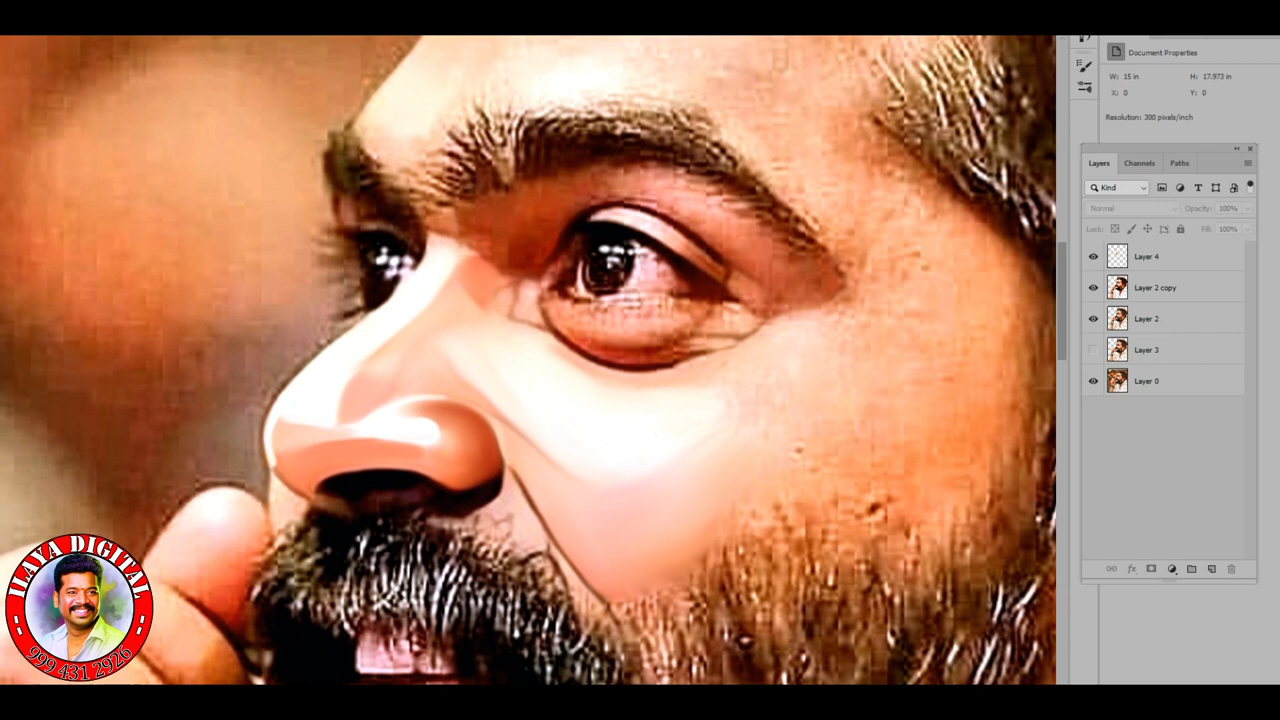 Document Properties
W: 15 in
H: 17.973 in
X: 0
Y: 0
Resolution: 300 pixels/inch
Layers
Channels
Paths
Kind
Normal
Opacity: 100%
Lock:
Fill: 100%
Layer 4
Layer 2 copy
Layer 2
Layer 3
Layer 0
fx
ILAYA DIGITAL
999 431 2926